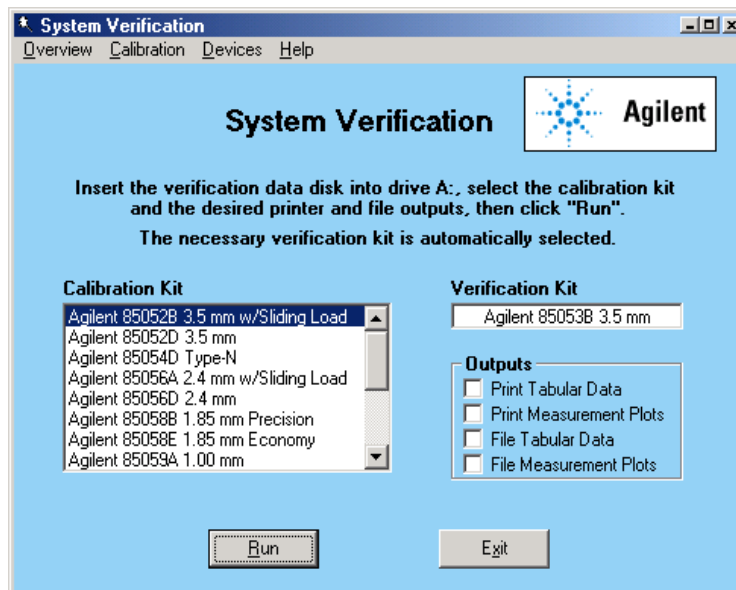 System Verification
Overview Calibration Devices Help
System Verification
Agilent
Insert the verification data disk into drive A:, select the calibration kit
and the desired printer and file outputs, then click "Run".
The necessary verification kit is automatically selected.
Calibration Kit
Agilent 85052B 3.5 mm w/Sliding Load
Agilent 85052D 3.5 mm
Agilent 85054D Type-N
Agilent 85056A 2.4 mm w/Sliding Load
Agilent 85056D 2.4 mm
Agilent 85058B 1.85 mm Precision
Agilent 85058E 1.85 mm Economy
Agilent 85059A 1.00 mm
Verification Kit
Agilent 85053B 3.5 mm
Outputs
Print Tabular Data
Print Measurement Plots
File Tabular Data
File Measurement Plots
Run
Exit